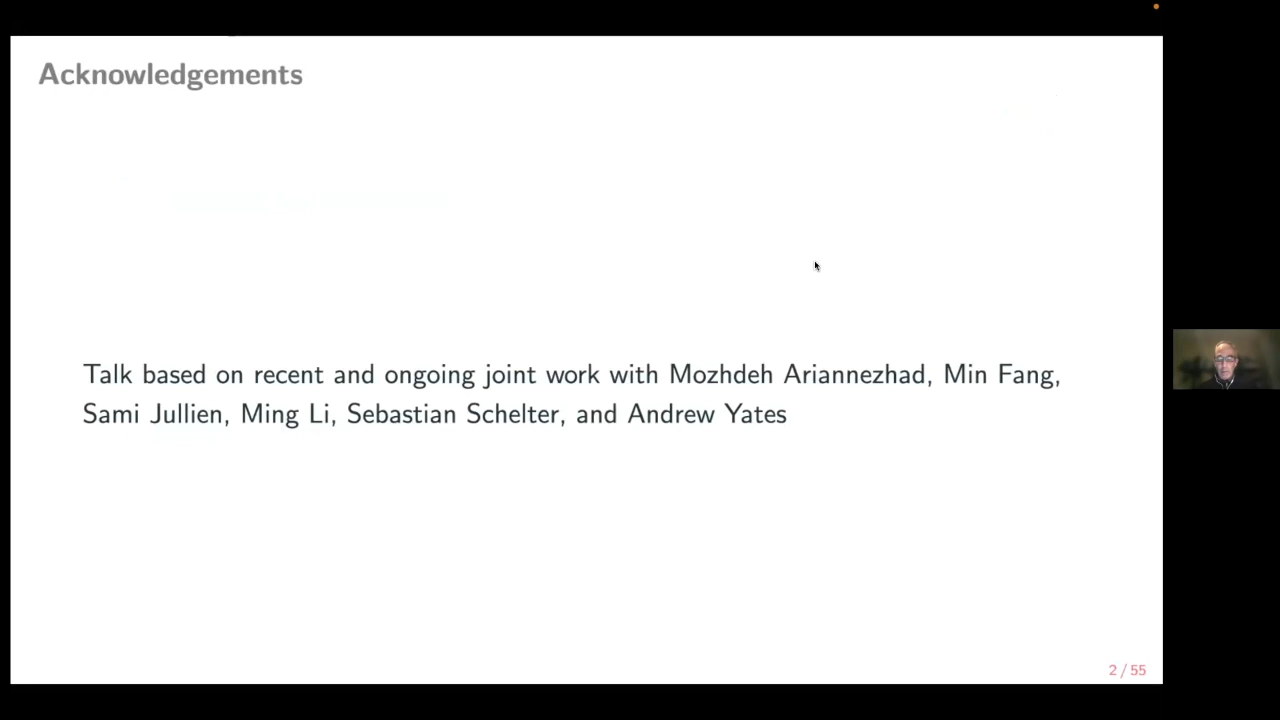 Acknowledgements
Talk based on recent and ongoing joint work with Mozhdeh Ariannezhad, Min Fang,
Sami Jullien, Ming Li, Sebastian Schelter, and Andrew Yates
2 / 55